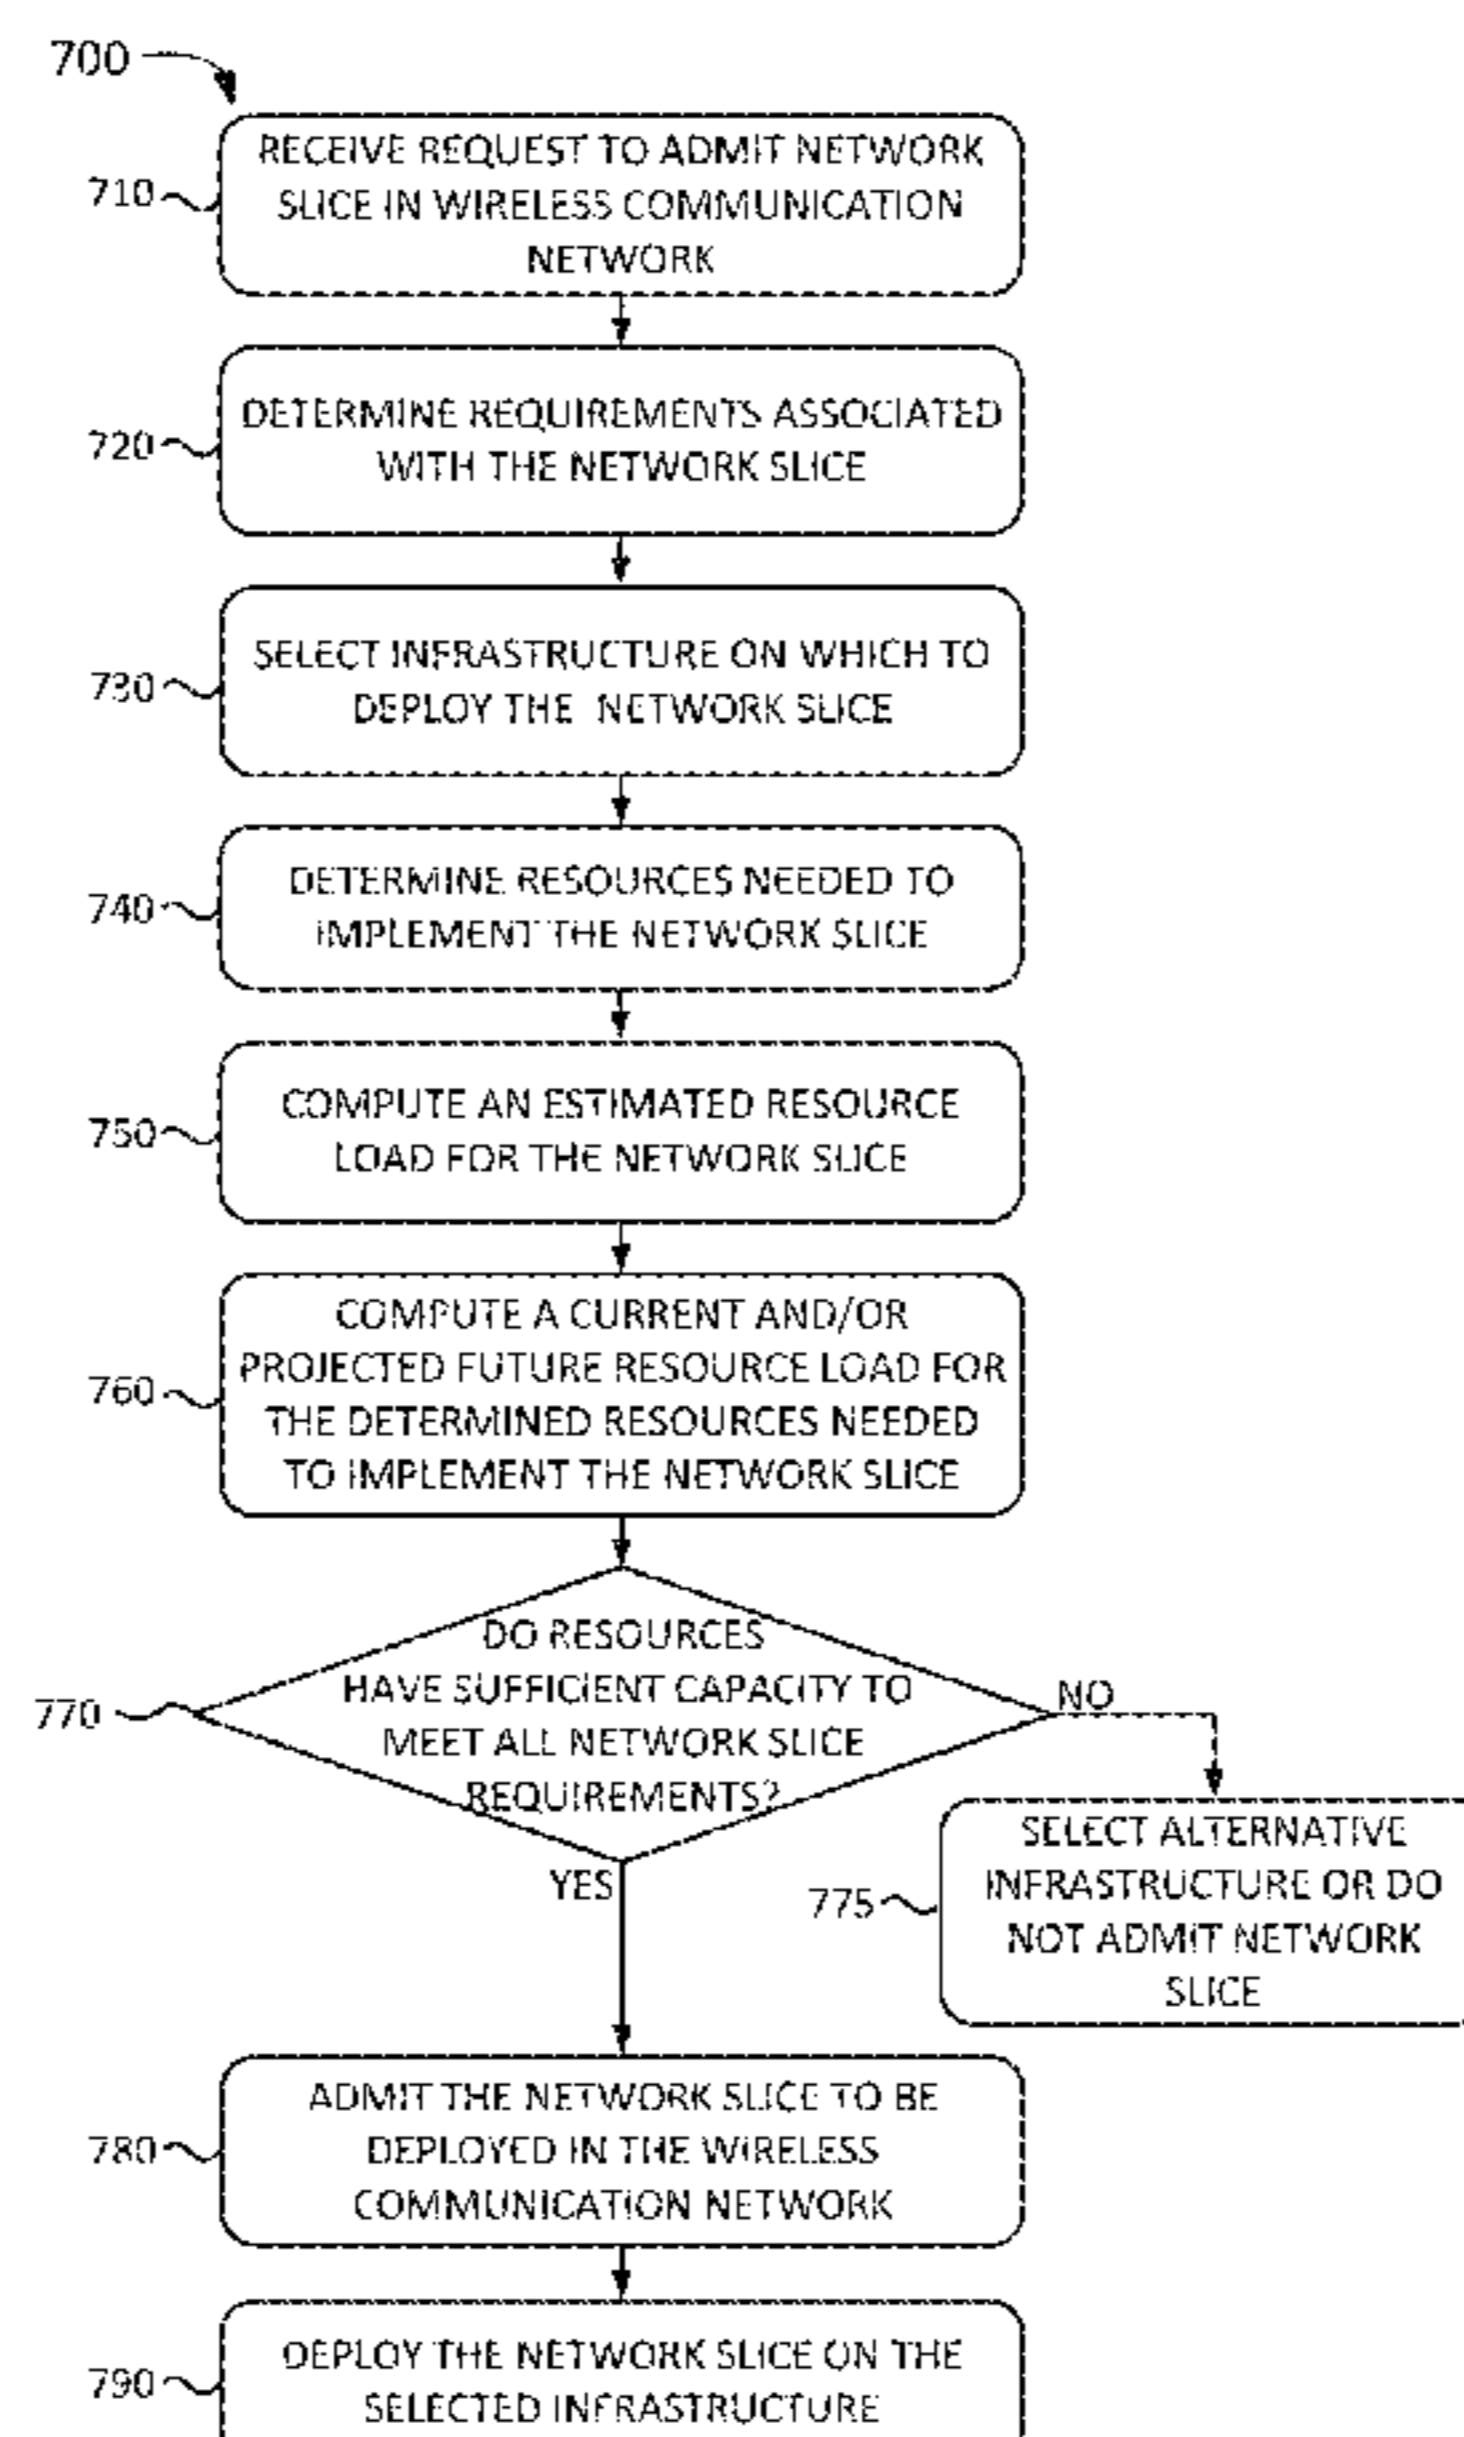 700
RECEIVE REQUEST TO ADMIT NETWORK
710
SLICE IN WIRELESS COMMUNICATION
NETWORK
DETERMINE REQUIREMENTS ASSOCIATED
720
WITH THE NETWORK SLICE
SELECT INFRASTRUCTURE ON WHICH TO
730
DEPLOY THE NETWORK SLICE
DETERMINE RESOURCES NEEDED TO
740
IMPLEMENT THE NETWORK SLICE
COMPUTE AN ESTIMATED RESOURCE
750
LOAD FOR THE NETWORK SLICE
COMPUTE A CURRENT AND/OR
PROJECTED FUTURE RESOURCE LOAD FOR
760
THE DETERMINED RESOURCES NEEDED
TO IMPLEMENT THE NETWORK SLICE
DO RESOURCES
HAVE SUFFICIENT CAPACITY TO
770
MEET ALL NETWORK SLICE
REQUIREMENTS?
NO
YES
SELECT ALTERNATIVE
775
INFRASTRUCTURE OR DO
NOT ADMIT NETWORK
SLICE
ADMIT THE NETWORK SLICE TO BE
780
DEPLOYED IN THE WIRELESS
COMMUNICATION NETWORK
DEPLOY THE NETWORK SLICE ON THE
790
SELECTED INFRASTRUCTURE